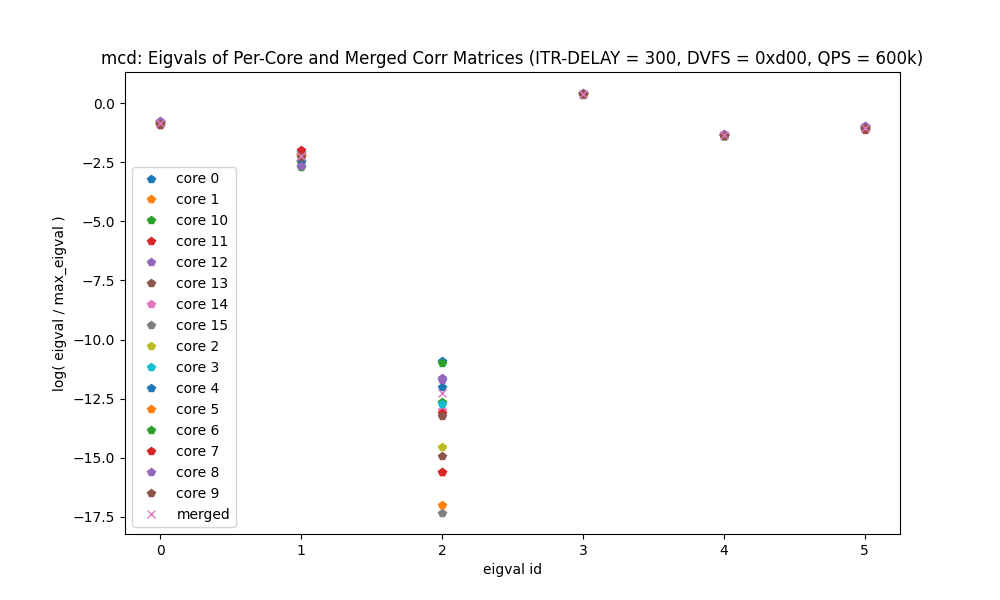 mcd: Eigvals of Per-Core and Merged Corr Matrices (ITR-DELAY = 300, DVFS = 0xd00, QPS = 600k)
log( eigval / max_eigval )
0.0
−2.5
−5.0
−7.5
−10.0
−12.5
−15.0
−17.5
core 0
core 1
core 10
core 11
core 12
core 13
core 14
core 15
core 2
core 3
core 4
core 5
core 6
core 7
core 8
core 9
merged
0 1 2 3 4 5
eigval id